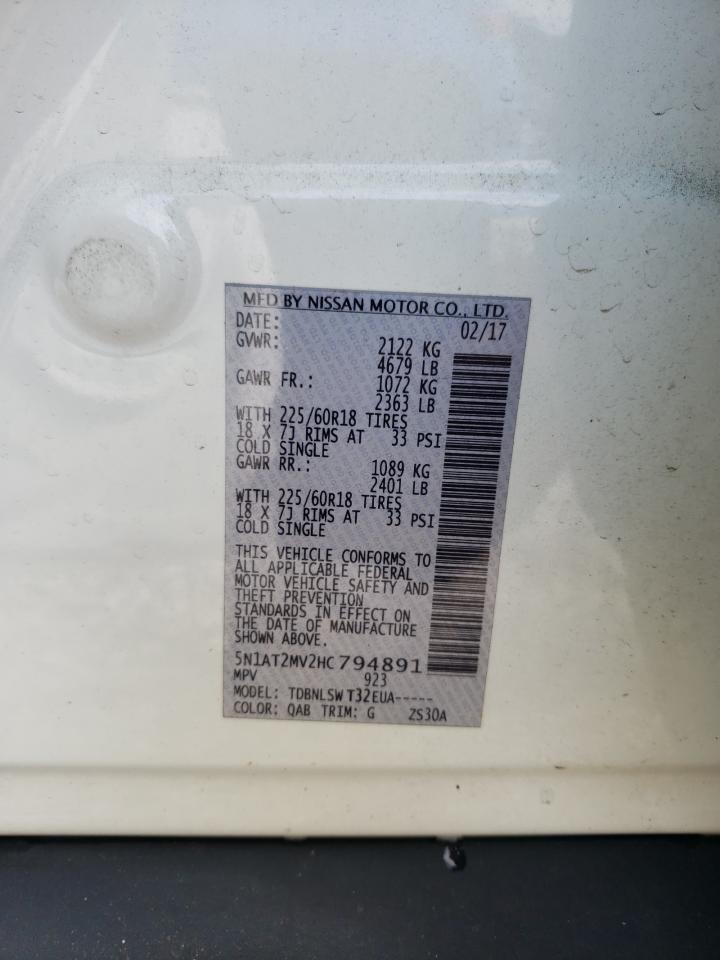 MFD BY NISSAN MOTOR CO., LTD.
DATE: 02/17
GVWR: 2122 KG
4679 LB
GAWR FR.: 1072 KG
2363 LB
WITH 225/60R18 TIRES
18 X 7J RIMS AT 33 PSI
COLD SINGLE
GAWR RR.: 1089 KG
2401 LB
WITH 225/60R18 TIRES
18 X 7J RIMS AT 33 PSI
COLD SINGLE
THIS VEHICLE CONFORMS TO
ALL APPLICABLE FEDERAL
MOTOR VEHICLE SAFETY AND
THEFT PREVENTION
STANDARDS IN EFFECT ON
THE DATE OF MANUFACTURE
SHOWN ABOVE.
5N1AT2MV2HC794891
MPV 923
MODEL: TDBNLSW T32EUA-----
COLOR: QAB TRIM: G ZS30A